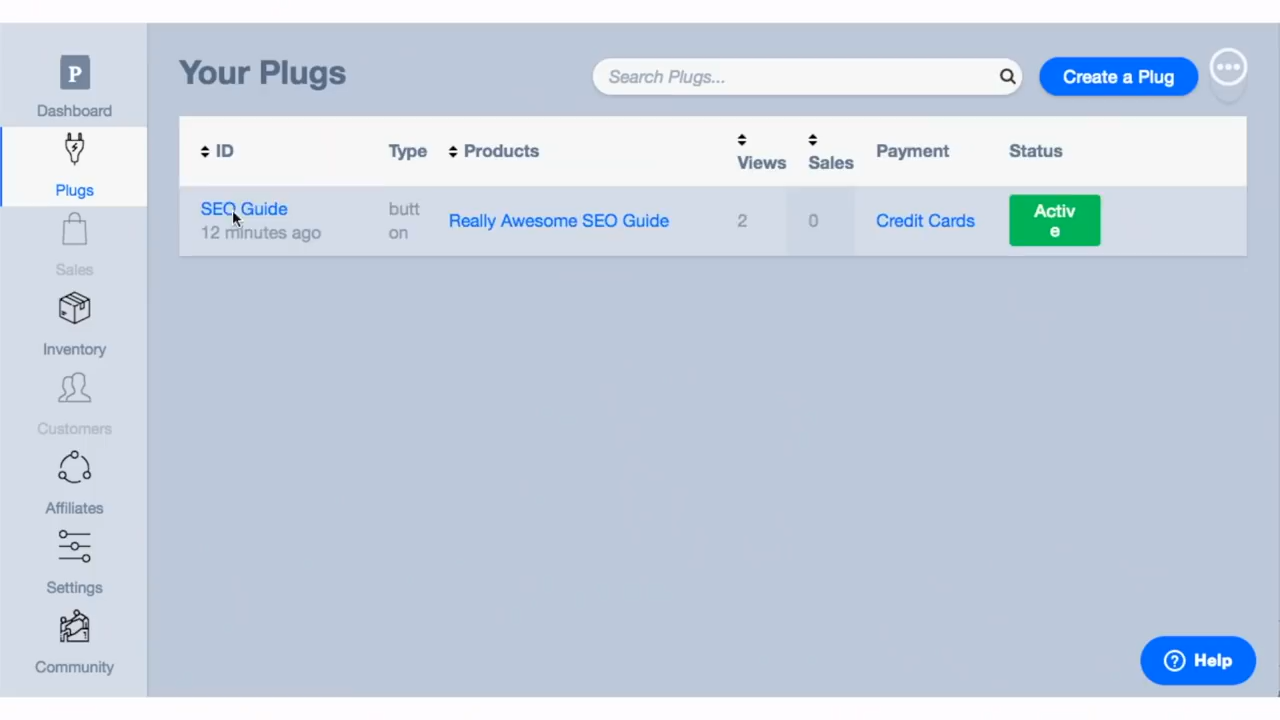 P
Dashboard
Plugs
Sales
Inventory
Customers
Affiliates
Settings
Community
Your Plugs
Search Plugs...
Create a Plug
ID
Type
Products
Views
Sales
Payment
Status
SEO Guide
12 minutes ago
butt
on
Really Awesome SEO Guide
2
0
Credit Cards
Activ
e
Help